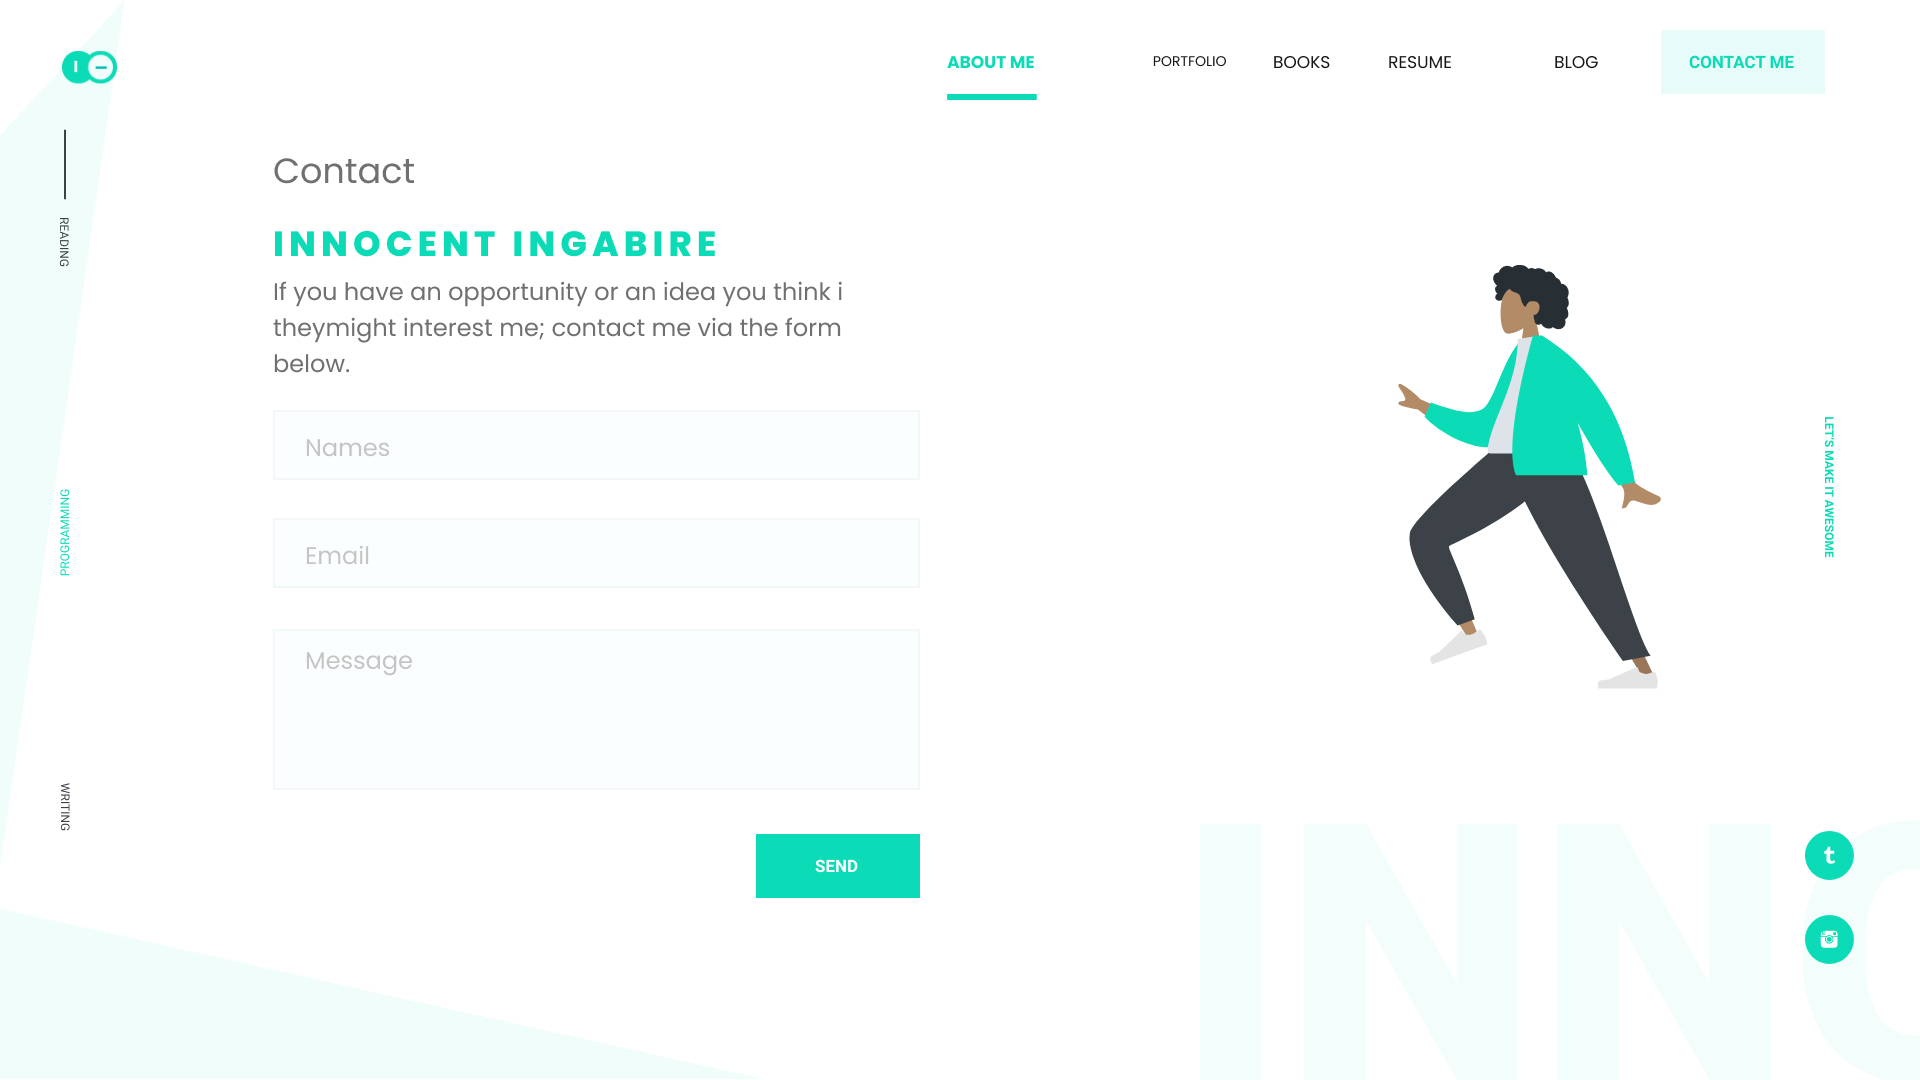 ABOUT ME
PORTFOLIO
BOOKS
RESUME
BLOG
CONTACT ME
READING
PROGRAMMING
WRITING
Contact
INNOCENT INGABIRE
If you have an opportunity or an idea you think i
theymight interest me; contact me via the form
below.
Names
Email
Message
SEND
LET'S MAKE IT AWESOME
INNO
t